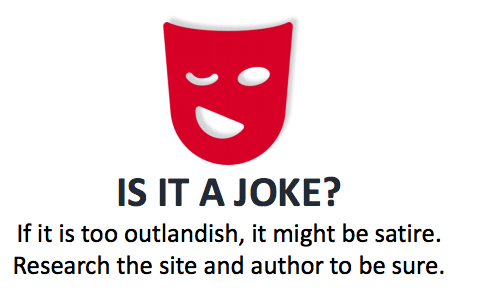 IS IT A JOKE?
If it is too outlandish, it might be satire.
Research the site and author to be sure.